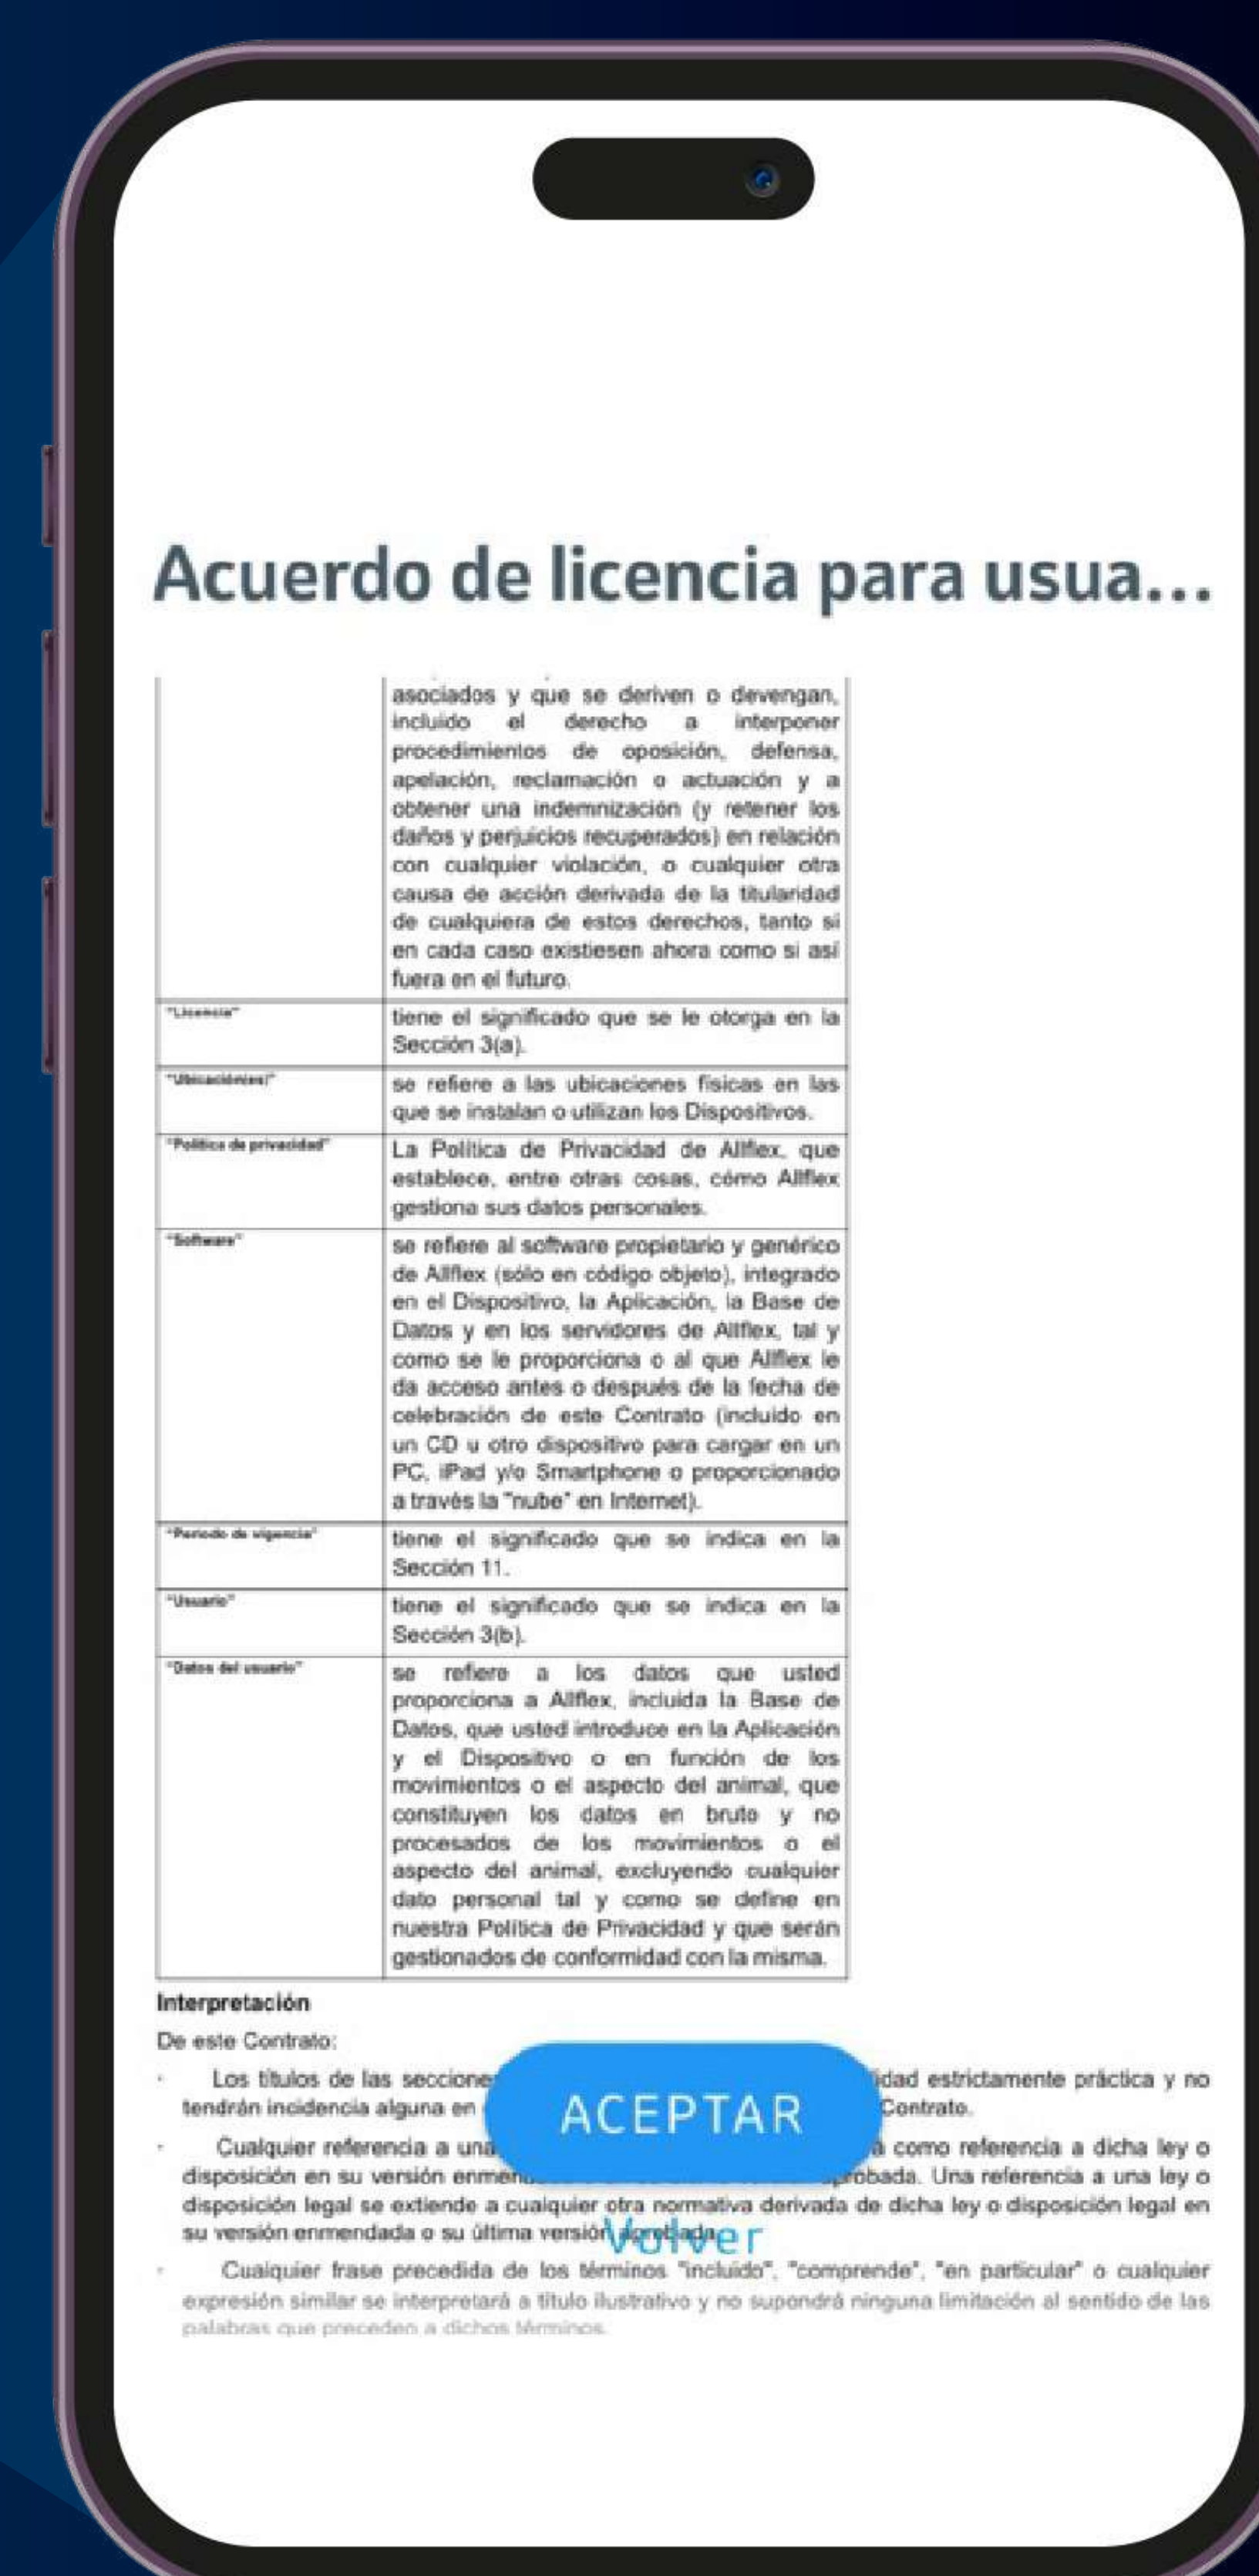 Acuerdo de licencia para usua...
asociados y que se deriven o devengan,
incluido el derecho a interponer
procedimientos de oposición, defensa,
apelación, reclamación o actuación y a
obtener una indemnización (y retener los
daños y perjuicios recuperados) en relación
con cualquier violación, o cualquier otra
causa de acción derivada de la titularidad
de cualquiera de estos derechos, tanto si
en cada caso existiesen ahora como si así
fuera en el futuro.
"Licencia"
tiene el significado que se le otorga en la
Sección 3(a).
"Ubicación(es)"
se refiere a las ubicaciones físicas en las
que se instalan o utilizan los Dispositivos.
"Política de privacidad"
La Política de Privacidad de Allflex, que
establece, entre otras cosas, cómo Allflex
gestiona sus datos personales.
"Software"
se refiere al software propietario y genérico
de Allflex (sólo en código objeto), integrado
en el Dispositivo, la Aplicación, la Base de
Datos y en los servidores de Allflex, tal y
como se le proporciona o al que Allflex le
da acceso antes o después de la fecha de
celebración de este Contrato (incluido en
un CD u otro dispositivo para cargar en un
PC, iPad y/o Smartphone o proporcionado
a través la "nube" en Internet).
"Periodo de vigencia"
tiene el significado que se indica en la
Sección 11.
"Usuario"
tiene el significado que se indica en la
Sección 3(b).
"Datos del usuario"
se refiere a los datos que usted
proporciona a Allflex, incluida la Base de
Datos, que usted introduce en la Aplicación
y el Dispositivo o en función de los
movimientos o el aspecto del animal, que
constituyen los datos en bruto y no
procesados de los movimientos o el
aspecto del animal, excluyendo cualquier
dato personal tal y como se define en
nuestra Política de Privacidad y que serán
gestionados de conformidad con la misma.
Interpretación
De este Contrato:
· Los títulos de las seccione idad estrictamente práctica y no
tendrán incidencia alguna en Contrato.
ACEPTAR
· Cualquier referencia a una como referencia a dicha ley o
disposición en su versión Una referencia a una ley o
disposición legal se extiende a cualquier otra normativa derivada de dicha ley o disposición legal en
su versión enmendada o su última versión aprobada.
Volver
· Cualquier frase precedida de los términos "incluido", "comprende", "en particular" o cualquier
expresión similar se interpretará a título ilustrativo y no supondrá ninguna limitación al sentido de las
palabras que preceden a dichos términos.